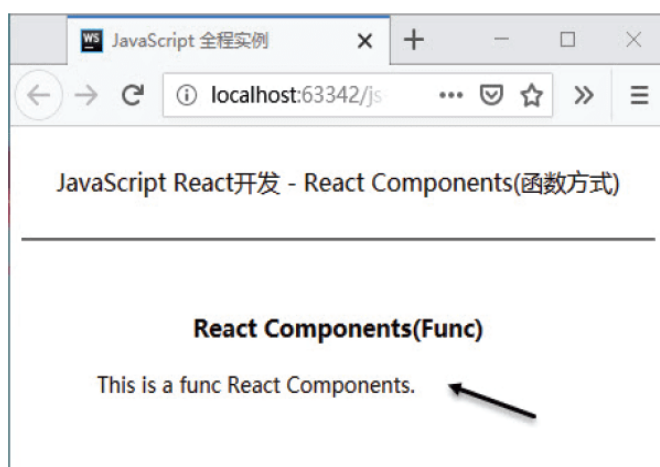 WS JavaScript 全程实例
localhost:63342/js-
JavaScript React开发 - React Components(函数方式)
React Components(Func)
This is a func React Components.